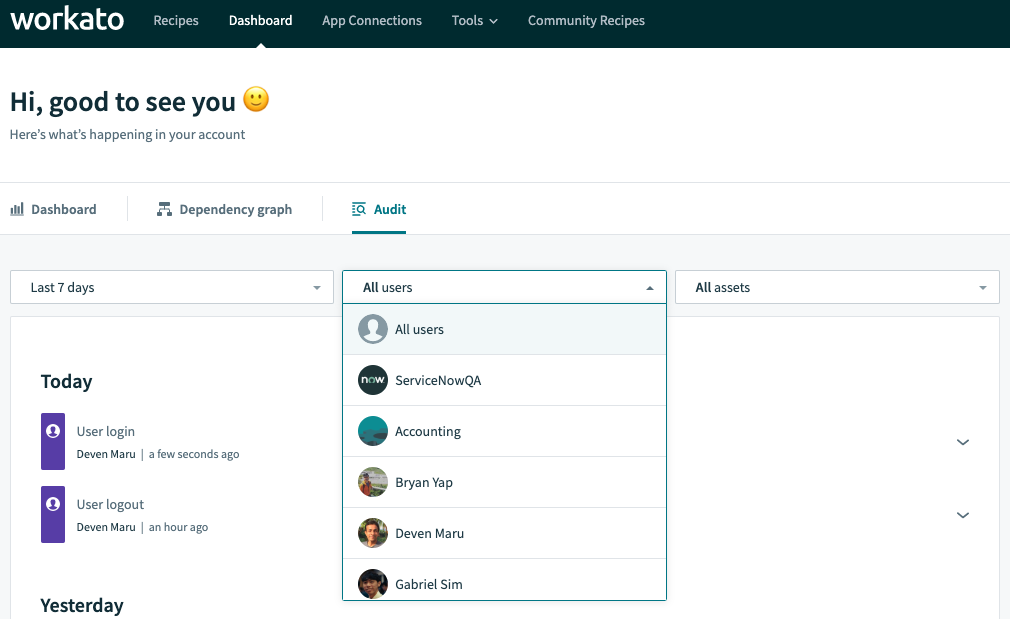 workato Recipes Dashboard App Connections Tools Community Recipes
Hi, good to see you 🙂
Here's what's happening in your account
Dashboard Dependency graph Audit
Last 7 days All users All assets
All users
ServiceNowQA
Accounting
Bryan Yap
Deven Maru
Gabriel Sim
now.
Today
User login
Deven Maru | a few seconds ago
User logout
Deven Maru | an hour ago
Yesterday